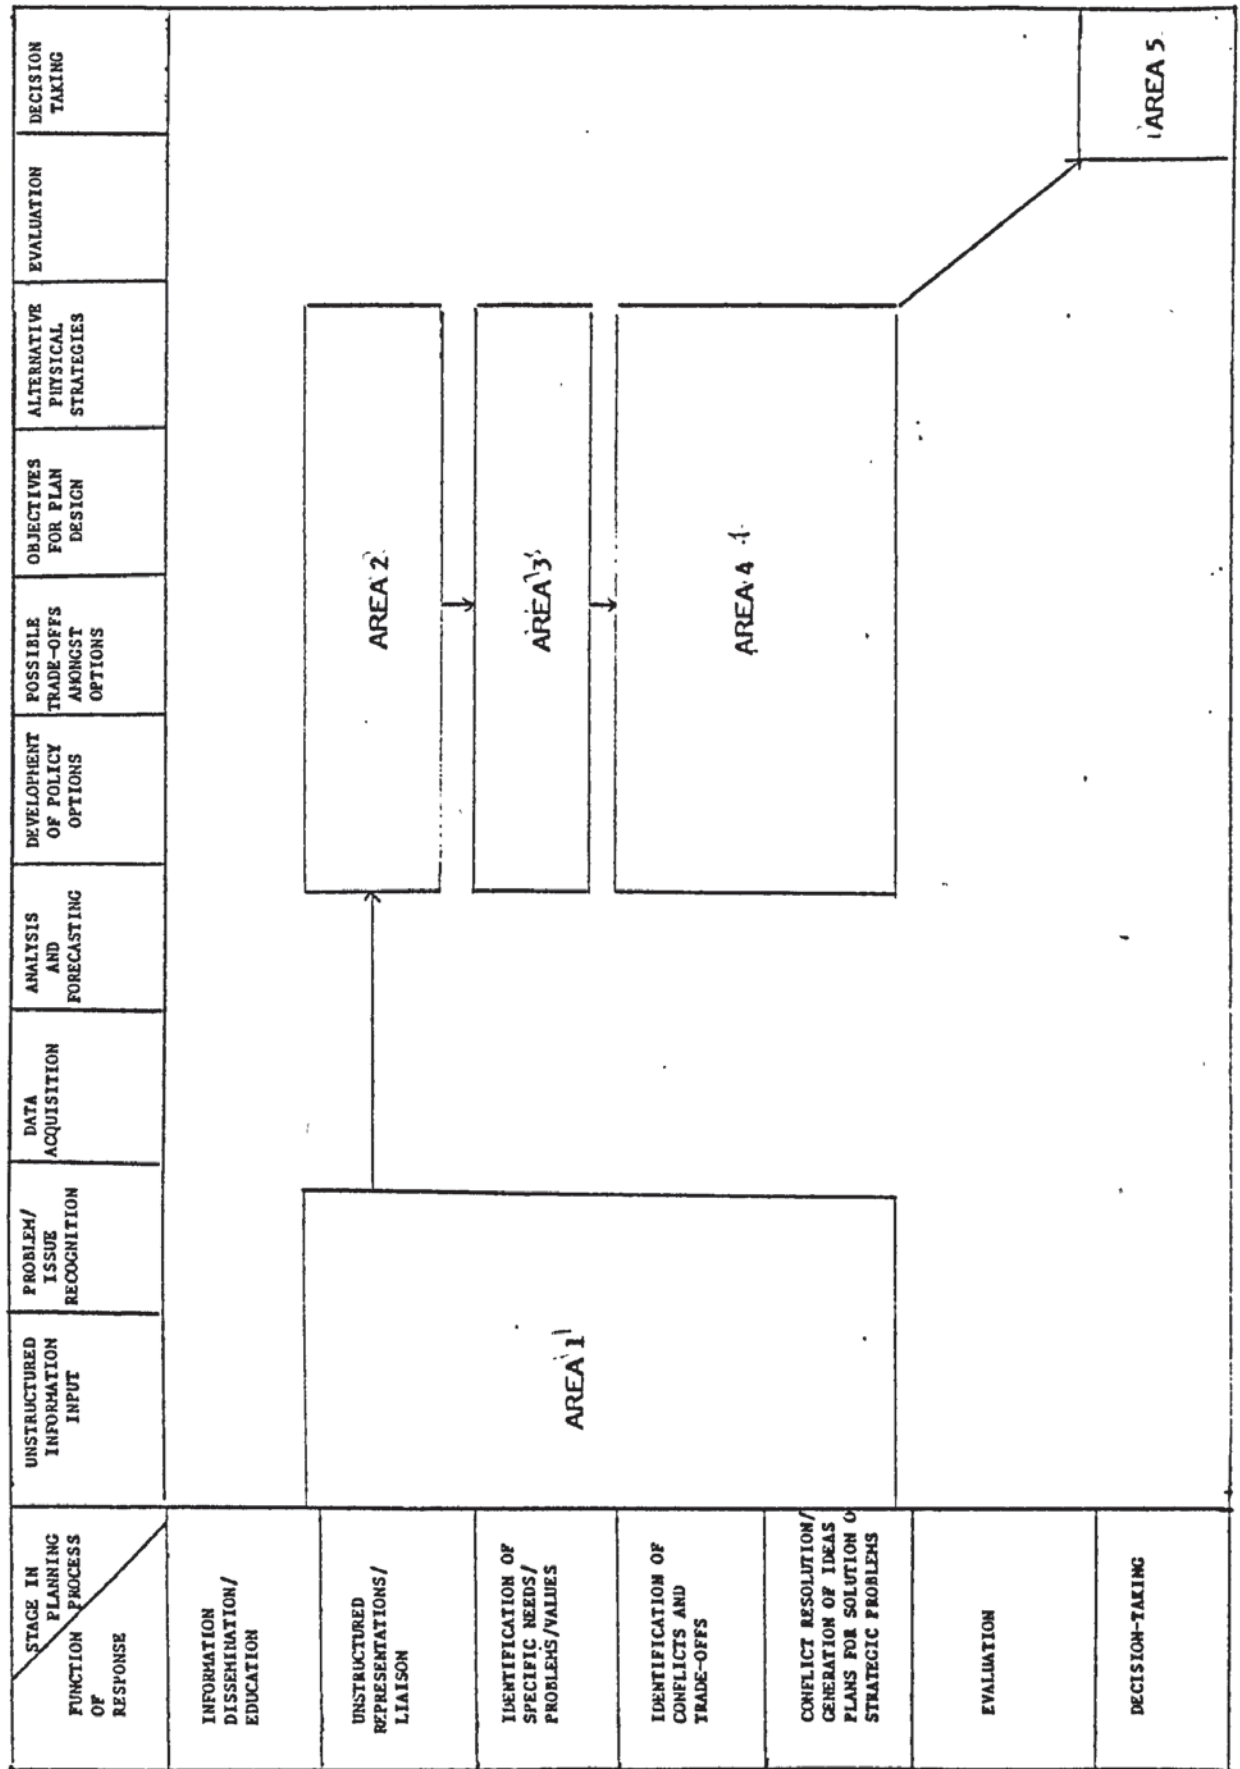 STAGE IN
PLANNING
PROCESS
FUNCTION
OF
RESPONSE
UNSTRUCTURED
INFORMATION
INPUT
PROBLEM/
ISSUE
RECOGNITION
DATA
ACQUISITION
ANALYSIS
AND
FORECASTING
DEVELOPMENT
OF POLICY
OPTIONS
POSSIBLE
TRADE-OFFS
AMONGST
OPTIONS
OBJECTIVES
FOR PLAN
DESIGN
ALTERNATIVE
PHYSICAL
STRATEGIES
EVALUATION
DECISION
TAKING
INFORMATION
DISSEMINATION/
EDUCATION
UNSTRUCTURED
REPRESENTATIONS/
LIAISON
IDENTIFICATION OF
SPECIFIC NEEDS/
PROBLEMS/VALUES
IDENTIFICATION OF
CONFLICTS AND
TRADE-OFFS
CONFLICT RESOLUTION/
GENERATION OF IDEAS
PLANS FOR SOLUTION O
STRATEGIC PROBLEMS
EVALUATION
DECISION-TAKING
AREA 1
AREA 2
AREA 3
AREA 4
AREA 5